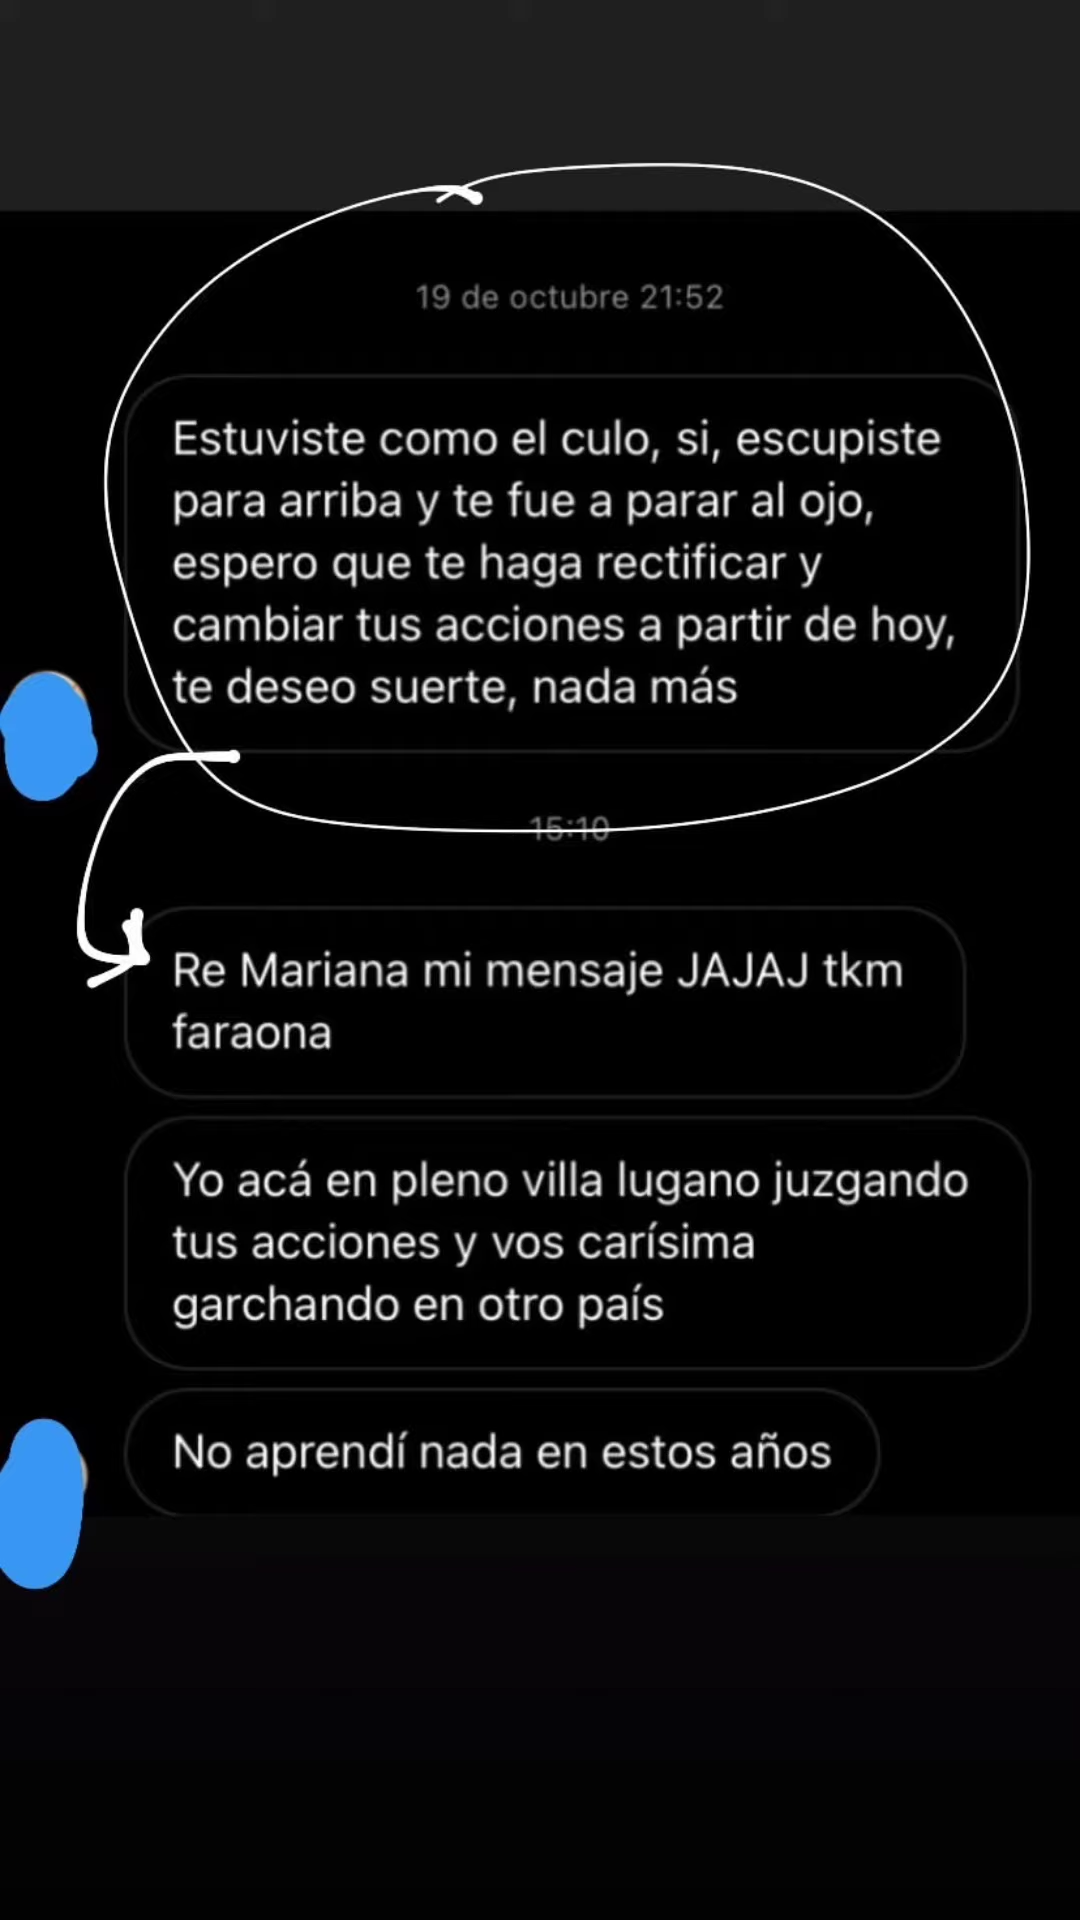 19 de octubre 21:52
Estuviste como el culo, si, escupiste
para arriba y te fue a parar al ojo,
espero que te haga rectificar y
cambiar tus acciones a partir de hoy,
te deseo suerte, nada más
15:10
Re Mariana mi mensaje JAJAJ tkm
faraona
Yo acá en pleno villa lugano juzgando
tus acciones y vos carísima
garchando en otro país
No aprendí nada en estos años